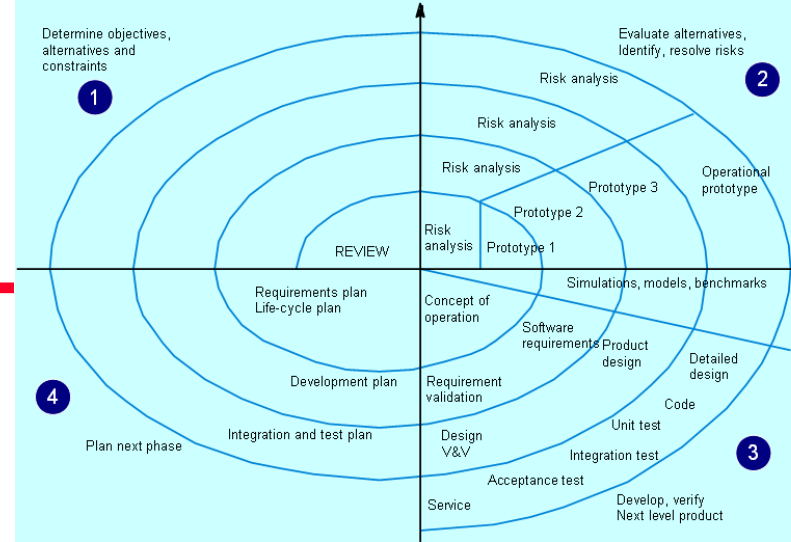 Determine objectives,
alternatives and
constraints
1
Evaluate alternatives,
Identify, resolve risks
2
Risk analysis
Risk analysis
Risk analysis
Risk
analysis
Operational
prototype
Prototype 3
Prototype 2
Prototype 1
REVIEW
Simulations, models, benchmarks
Requirements plan
Life-cycle plan
Concept of
operation
Software
requirements
Product
design
Detailed
design
Development plan
Requirement
validation
Code
4
Unit test
Integration and test plan
Design
V&V
Plan next phase
Integration test
3
Acceptance test
Service
Develop, verify
Next level product